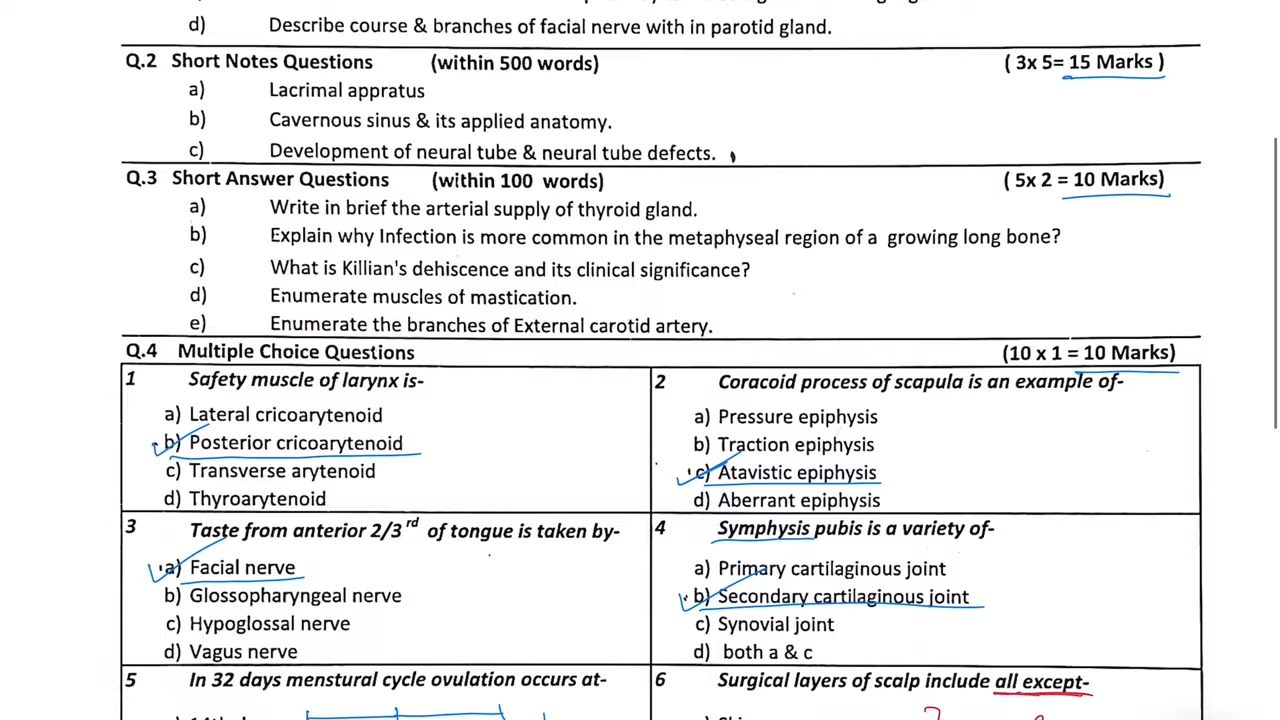 d) Describe course & branches of facial nerve with in parotid gland.
Q.2 Short Notes Questions (within 500 words) ( 3x 5= 15 Marks )
a) Lacrimal appratus
b) Cavernous sinus & its applied anatomy.
c) Development of neural tube & neural tube defects.
Q.3 Short Answer Questions (within 100 words) ( 5x 2 = 10 Marks)
a) Write in brief the arterial supply of thyroid gland.
b) Explain why Infection is more common in the metaphyseal region of a growing long bone?
c) What is Killian's dehiscence and its clinical significance?
d) Enumerate muscles of mastication.
e) Enumerate the branches of External carotid artery.
Q.4 Multiple Choice Questions (10 x 1 = 10 Marks)
1 Safety muscle of larynx is-
a) Lateral cricoarytenoid
b) Posterior cricoarytenoid
c) Transverse arytenoid
d) Thyroarytenoid
2 Coracoid process of scapula is an example of-
a) Pressure epiphysis
b) Traction epiphysis
c) Atavistic epiphysis
d) Aberrant epiphysis
3 Taste from anterior 2/3rd of tongue is taken by-
a) Facial nerve
b) Glossopharyngeal nerve
c) Hypoglossal nerve
d) Vagus nerve
4 Symphysis pubis is a variety of-
a) Primary cartilaginous joint
b) Secondary cartilaginous joint
c) Synovial joint
d) both a & c
5 In 32 days menstural cycle ovulation occurs at-
6 Surgical layers of scalp include all except-